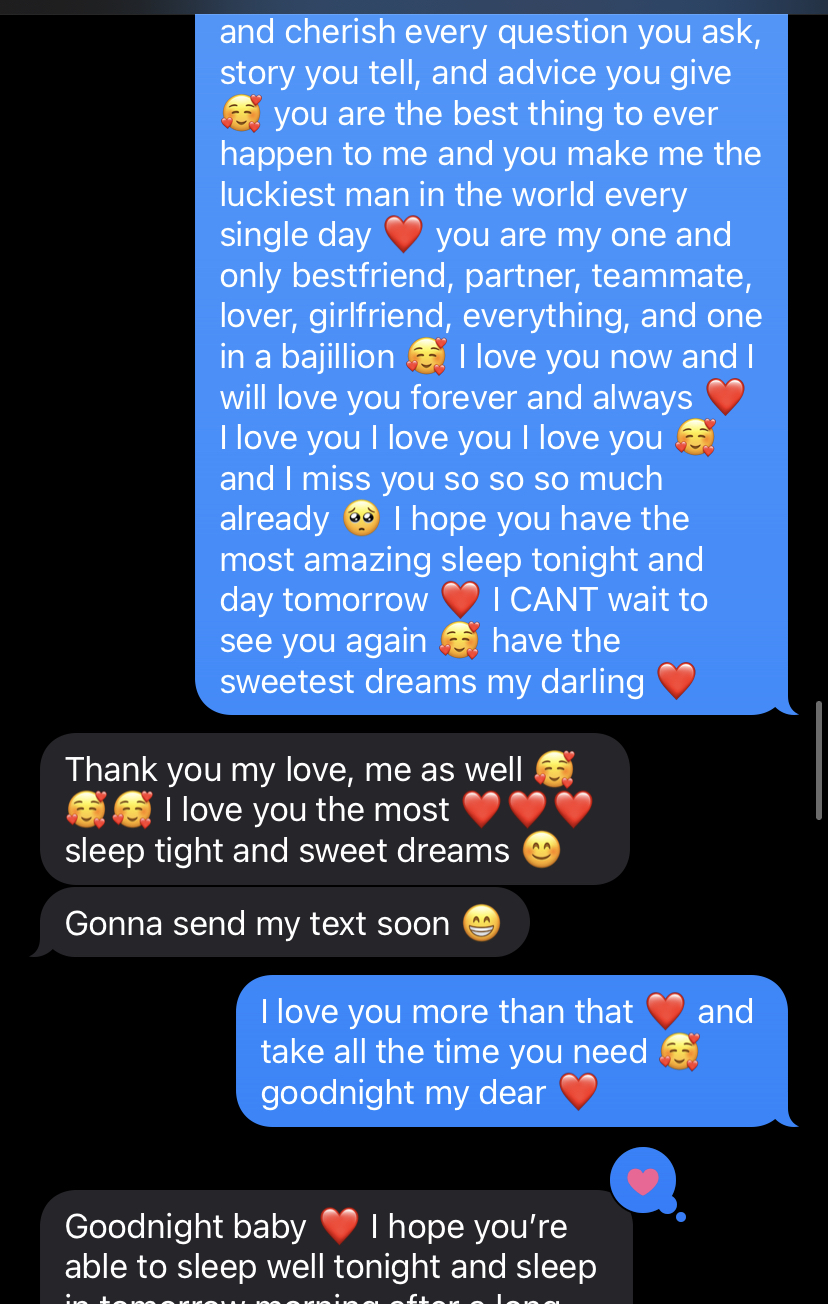 and cherish every question you ask,
story you tell, and advice you give
🥰 you are the best thing to ever
happen to me and you make me the
luckiest man in the world every
single day ❤️ you are my one and
only bestfriend, partner, teammate,
lover, girlfriend, everything, and one
in a bajillion 🥰 I love you now and I
will love you forever and always ❤️
I love you I love you I love you 🥰
and I miss you so so so much
already 🥺 I hope you have the
most amazing sleep tonight and
day tomorrow ❤️ I CANT wait to
see you again 🥰 have the
sweetest dreams my darling ❤️
Thank you my love, me as well 🥰
🥰🥰 I love you the most ❤️❤️❤️
sleep tight and sweet dreams 😊
Gonna send my text soon 😁
I love you more than that ❤️ and
take all the time you need 🥰
goodnight my dear ❤️
Goodnight baby ❤️ I hope you're
able to sleep well tonight and sleep
in tomorrow morning after a long